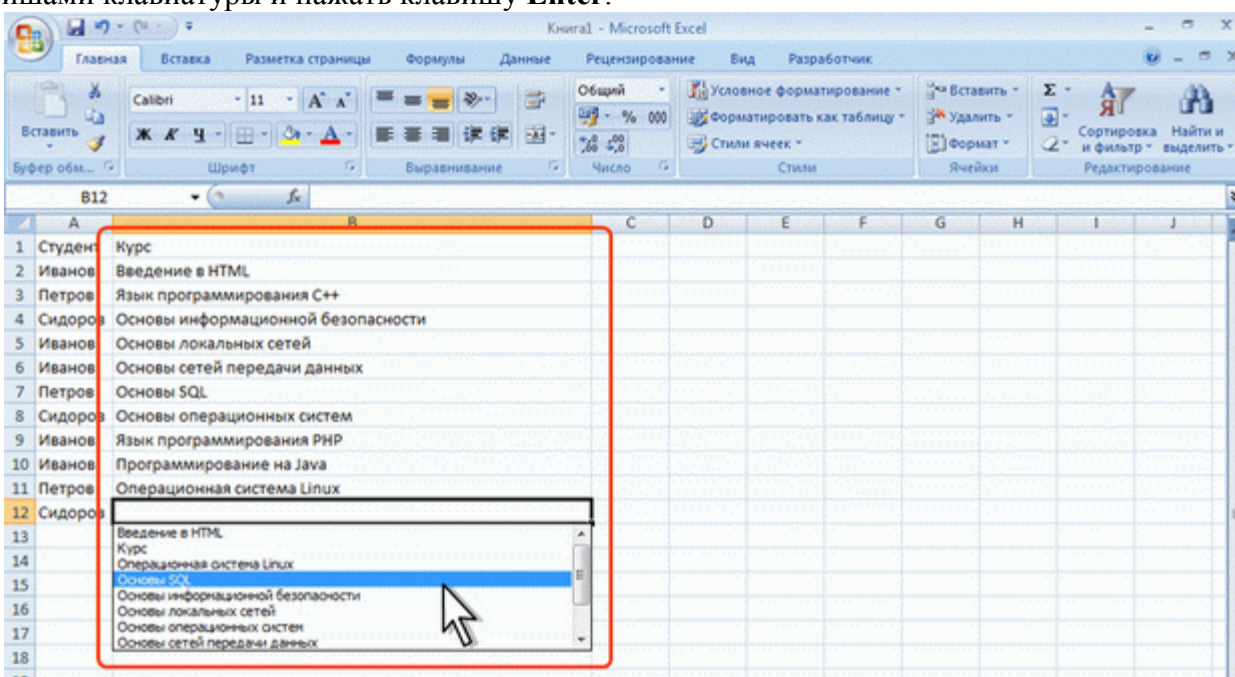 ишами клавиатуры и нажать клавишу Enter.
Книга1 - Microsoft Excel
Главная Вставка Разметка страницы Формулы Данные Рецензирование Вид Разработчик
Calibri 11 Общий Условное форматирование Вставить Σ
Вставить Ж К Ч % 000 Форматировать как таблицу Удалить Сортировка и фильтр Найти и выделить
Стили ячеек Формат
Буфер обм... Шрифт Выравнивание Число Стили Ячейки Редактирование
B12 fx
A B C D E F G H I J
1 Студент Курс
2 Иванов Введение в HTML
3 Петров Язык программирования C++
4 Сидоров Основы информационной безопасности
5 Иванов Основы локальных сетей
6 Иванов Основы сетей передачи данных
7 Петров Основы SQL
8 Сидоров Основы операционных систем
9 Иванов Язык программирования PHP
10 Иванов Программирование на Java
11 Петров Операционная система Linux
12 Сидоров
13 Введение в HTML
Курс
14 Операционная система Linux
15 Основы SQL
Основы информационной безопасности
16 Основы локальных сетей
17 Основы операционных систем
Основы сетей передачи данных
18